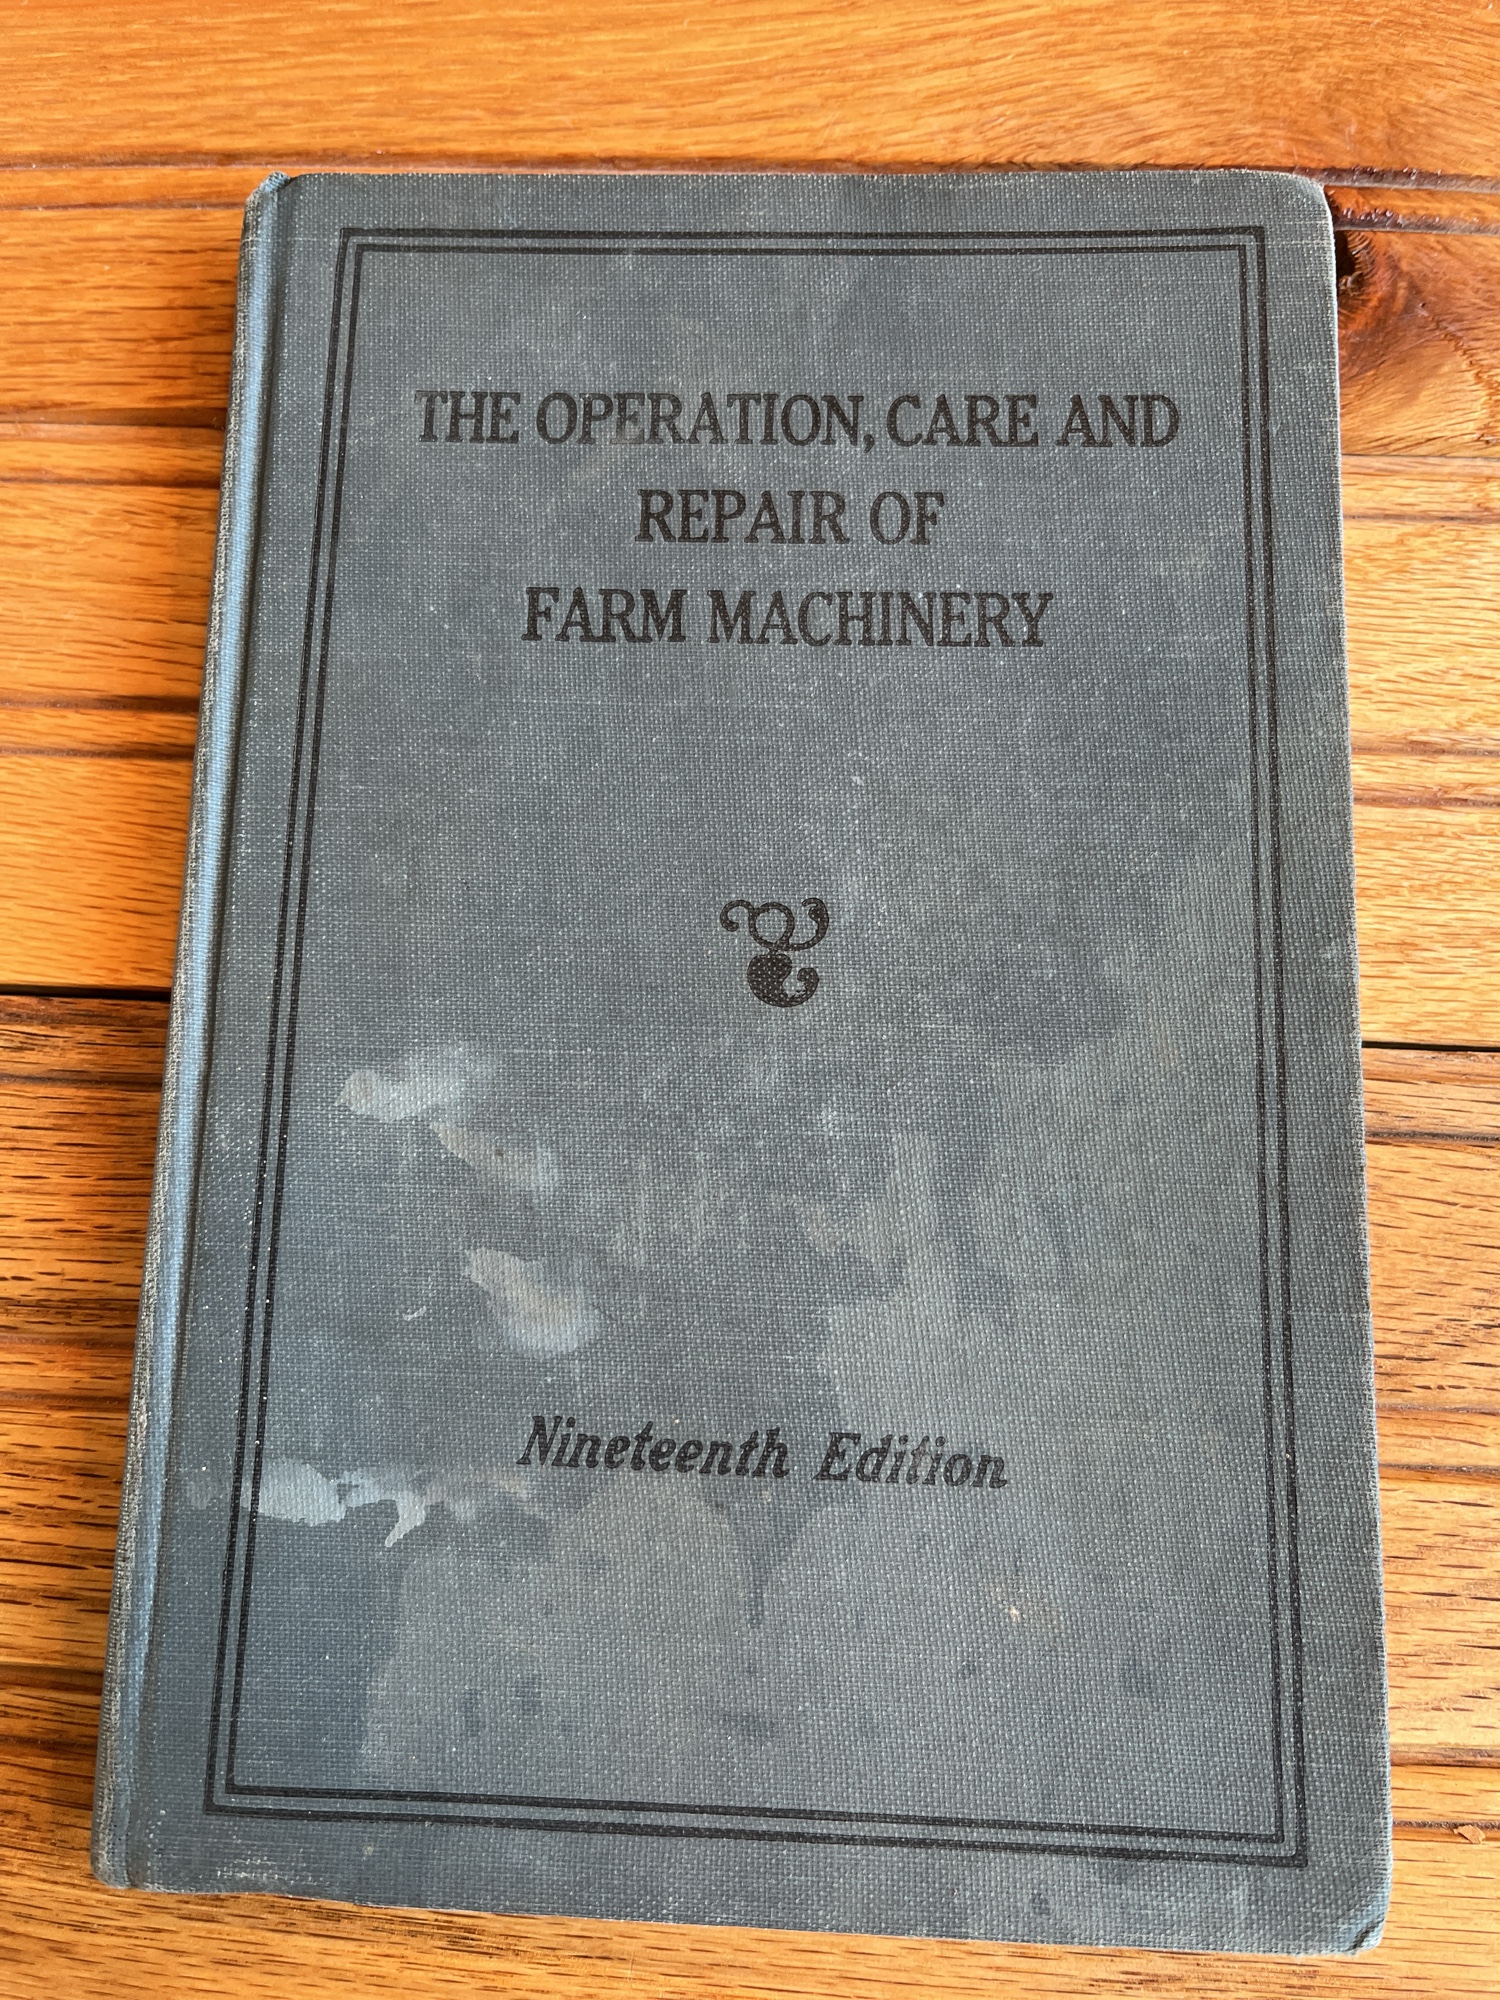 THE OPERATION, CARE AND
REPAIR OF
FARM MACHINERY
Nineteenth Edition